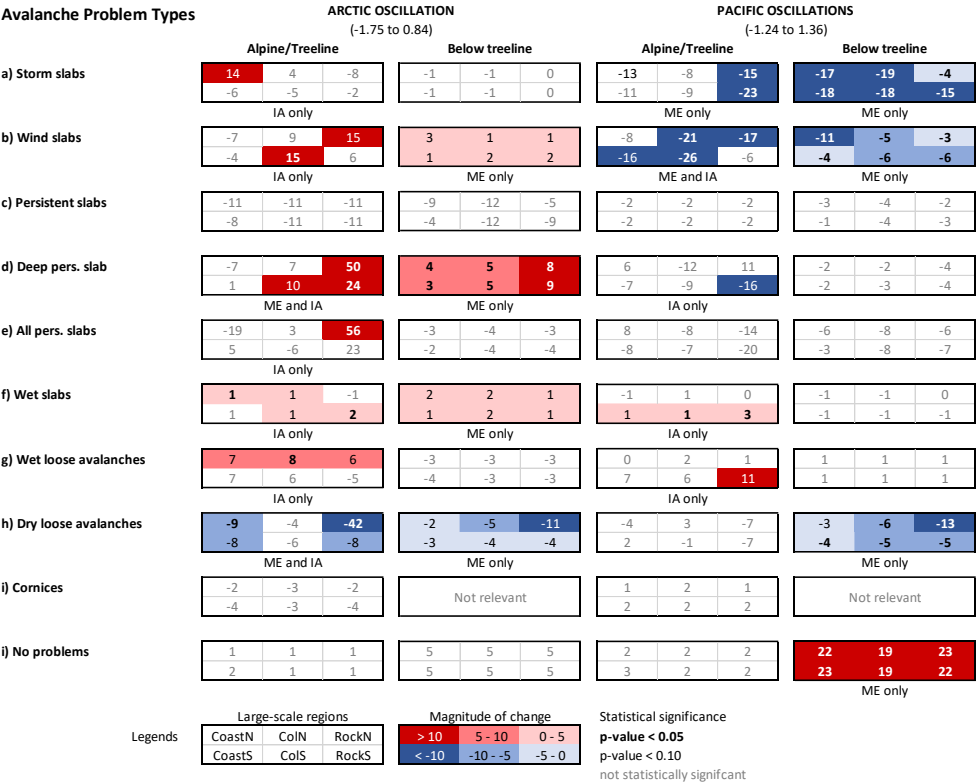 Avalanche Problem Types ARCTIC OSCILLATION PACIFIC OSCILLATIONS
(-1.75 to 0.84) (-1.24 to 1.36)
Alpine/Treeline Below treeline Alpine/Treeline Below treeline
a) Storm slabs 14 4 -8 -1 -1 0 -13 -8 -15 -17 -19 -4
-6 -5 -2 -1 -1 0 -11 -9 -23 -18 -18 -15
IA only ME only ME only
b) Wind slabs -7 9 15 3 1 1 -8 -21 -17 -11 -5 -3
-4 15 6 1 2 2 -16 -26 -6 -4 -6 -6
IA only ME only ME and IA ME only
c) Persistent slabs -11 -11 -11 -9 -12 -5 -2 -2 -2 -3 -4 -2
-8 -11 -11 -4 -12 -9 -2 -2 -2 -1 -4 -3
d) Deep pers. slab -7 7 50 4 5 8 6 -12 11 -2 -2 -4
1 10 24 3 5 9 -7 -9 -16 -2 -3 -4
ME and IA ME only IA only
e) All pers. slabs -19 3 56 -3 -4 -3 8 -8 -14 -6 -8 -6
5 -6 23 -2 -4 -4 -8 -7 -20 -3 -8 -7
IA only
f) Wet slabs 1 1 -1 2 2 1 -1 1 0 -1 -1 0
1 1 2 1 2 1 1 1 3 -1 -1 -1
IA only ME only IA only
g) Wet loose avalanches 7 8 6 -3 -3 -3 0 2 1 1 1 1
7 6 -5 -4 -3 -3 7 6 11 1 1 1
IA only IA only
h) Dry loose avalanches -9 -4 -42 -2 -5 -11 -4 3 -7 -3 -6 -13
-8 -6 -8 -3 -4 -4 2 -1 -7 -4 -5 -5
ME and IA ME only ME only
i) Cornices -2 -3 -2 Not relevant 1 2 1 Not relevant
-4 -3 -4 2 2 2
i) No problems 1 1 1 5 5 5 2 2 2 22 19 23
2 1 1 5 5 5 3 2 2 23 19 22
ME only
Large-scale regions Magnitude of change Statistical significance
Legends CoastN ColN RockN > 10 5 - 10 0 - 5 p-value < 0.05
CoastS ColS RockS < -10 -10 - -5 -5 - 0 p-value < 0.10
not statistically signifcant